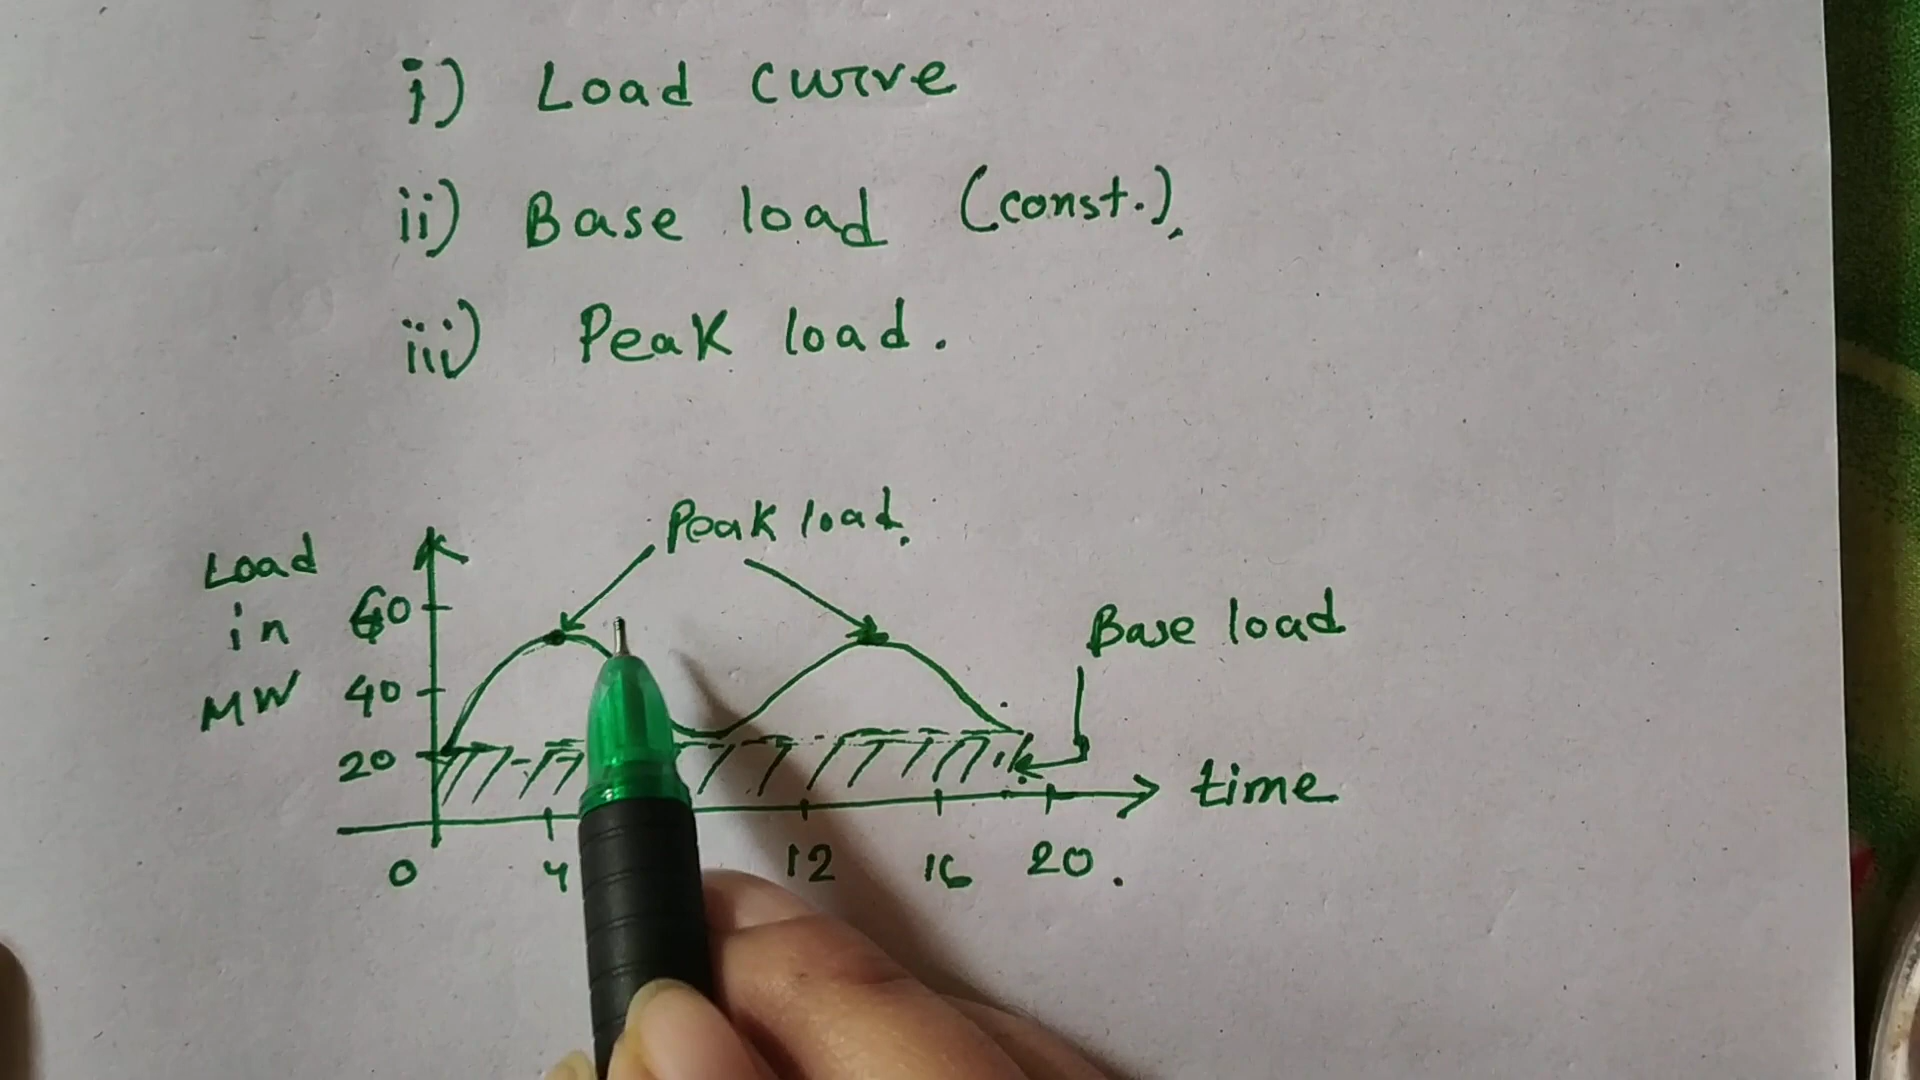 i) Load curve
ii) Base load (const.).
iii) Peak load.
Peak load.
Load
in
MW
60
40
20
Base load
time
0 4 12 16 20.